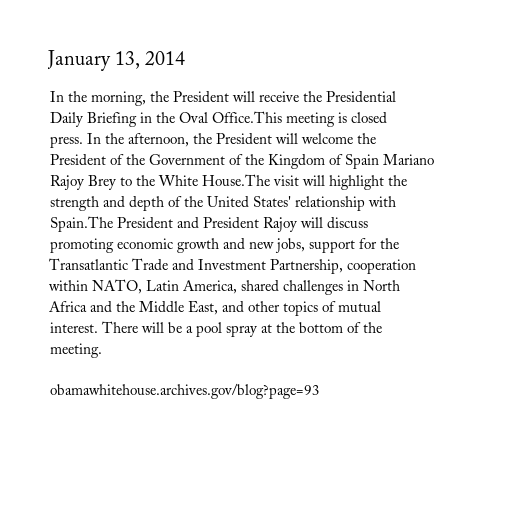 January 13, 2014
In the morning, the President will receive the Presidential
Daily Briefing in the Oval Office.This meeting is closed
press. In the afternoon, the President will welcome the
President of the Government of the Kingdom of Spain Mariano
Rajoy Brey to the White House.The visit will highlight the
strength and depth of the United States' relationship with
Spain.The President and President Rajoy will discuss
promoting economic growth and new jobs, support for the
Transatlantic Trade and Investment Partnership, cooperation
within NATO, Latin America, shared challenges in North
Africa and the Middle East, and other topics of mutual
interest. There will be a pool spray at the bottom of the
meeting.
obamawhitehouse.archives.gov/blog?page=93